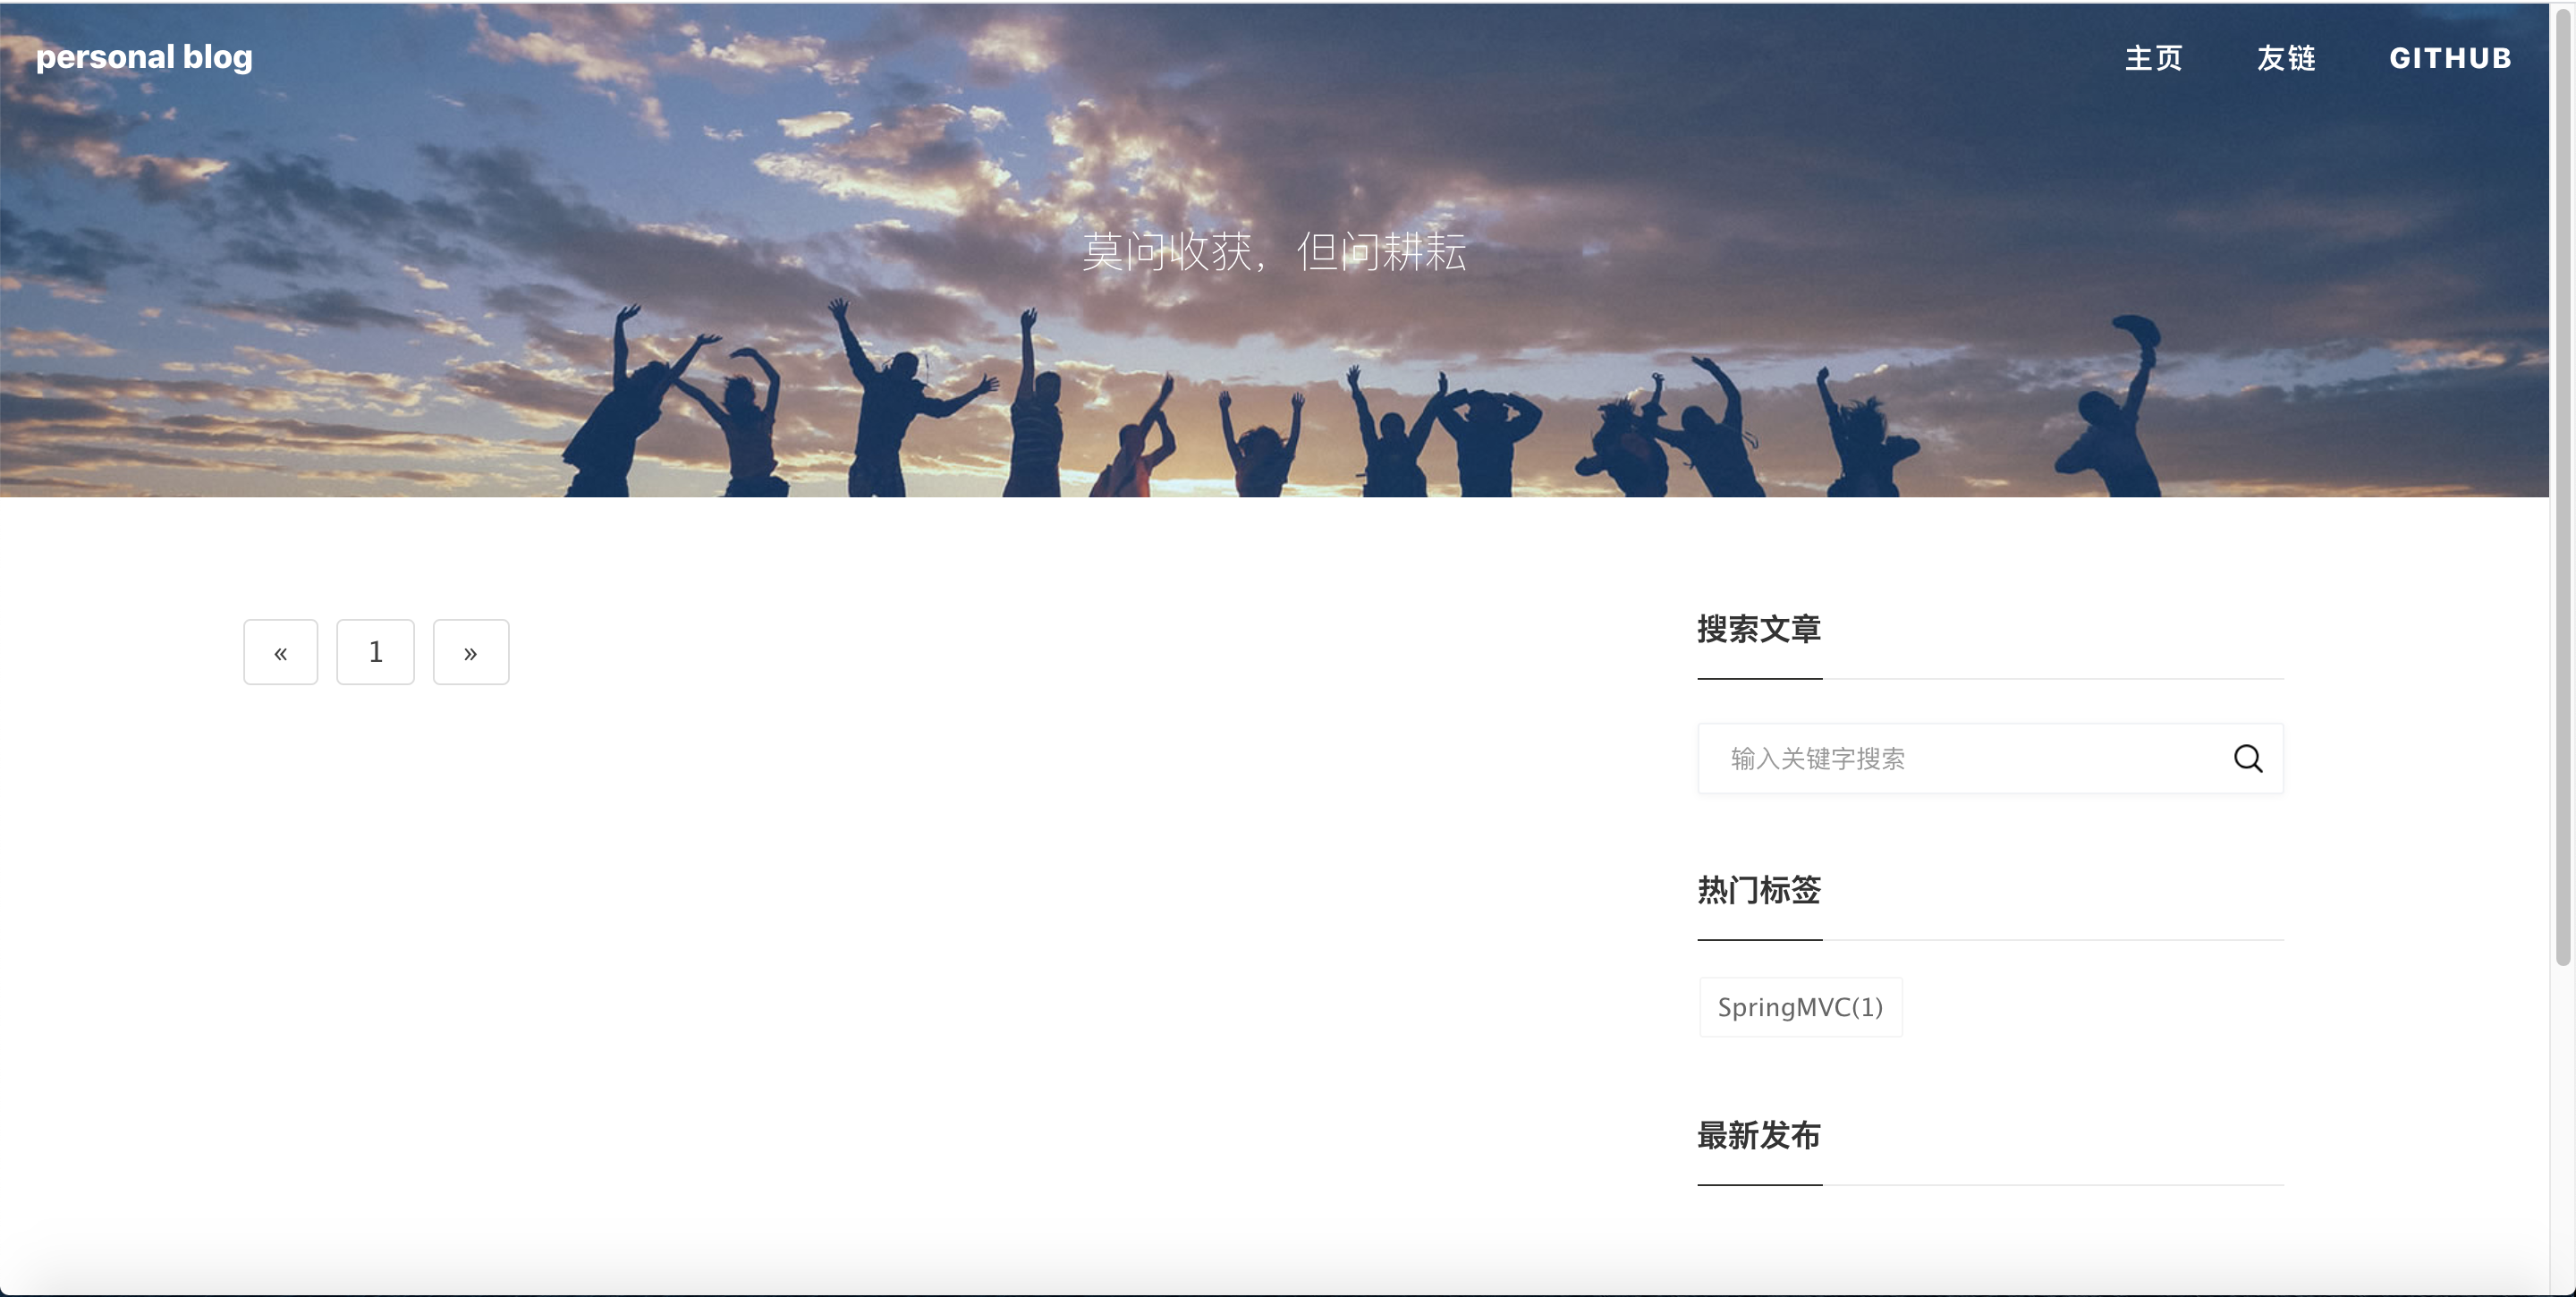 personal blog
主页 友链 GITHUB
莫问收获，但问耕耘
« 1 »
搜索文章
输入关键字搜索
热门标签
SpringMVC(1)
最新发布